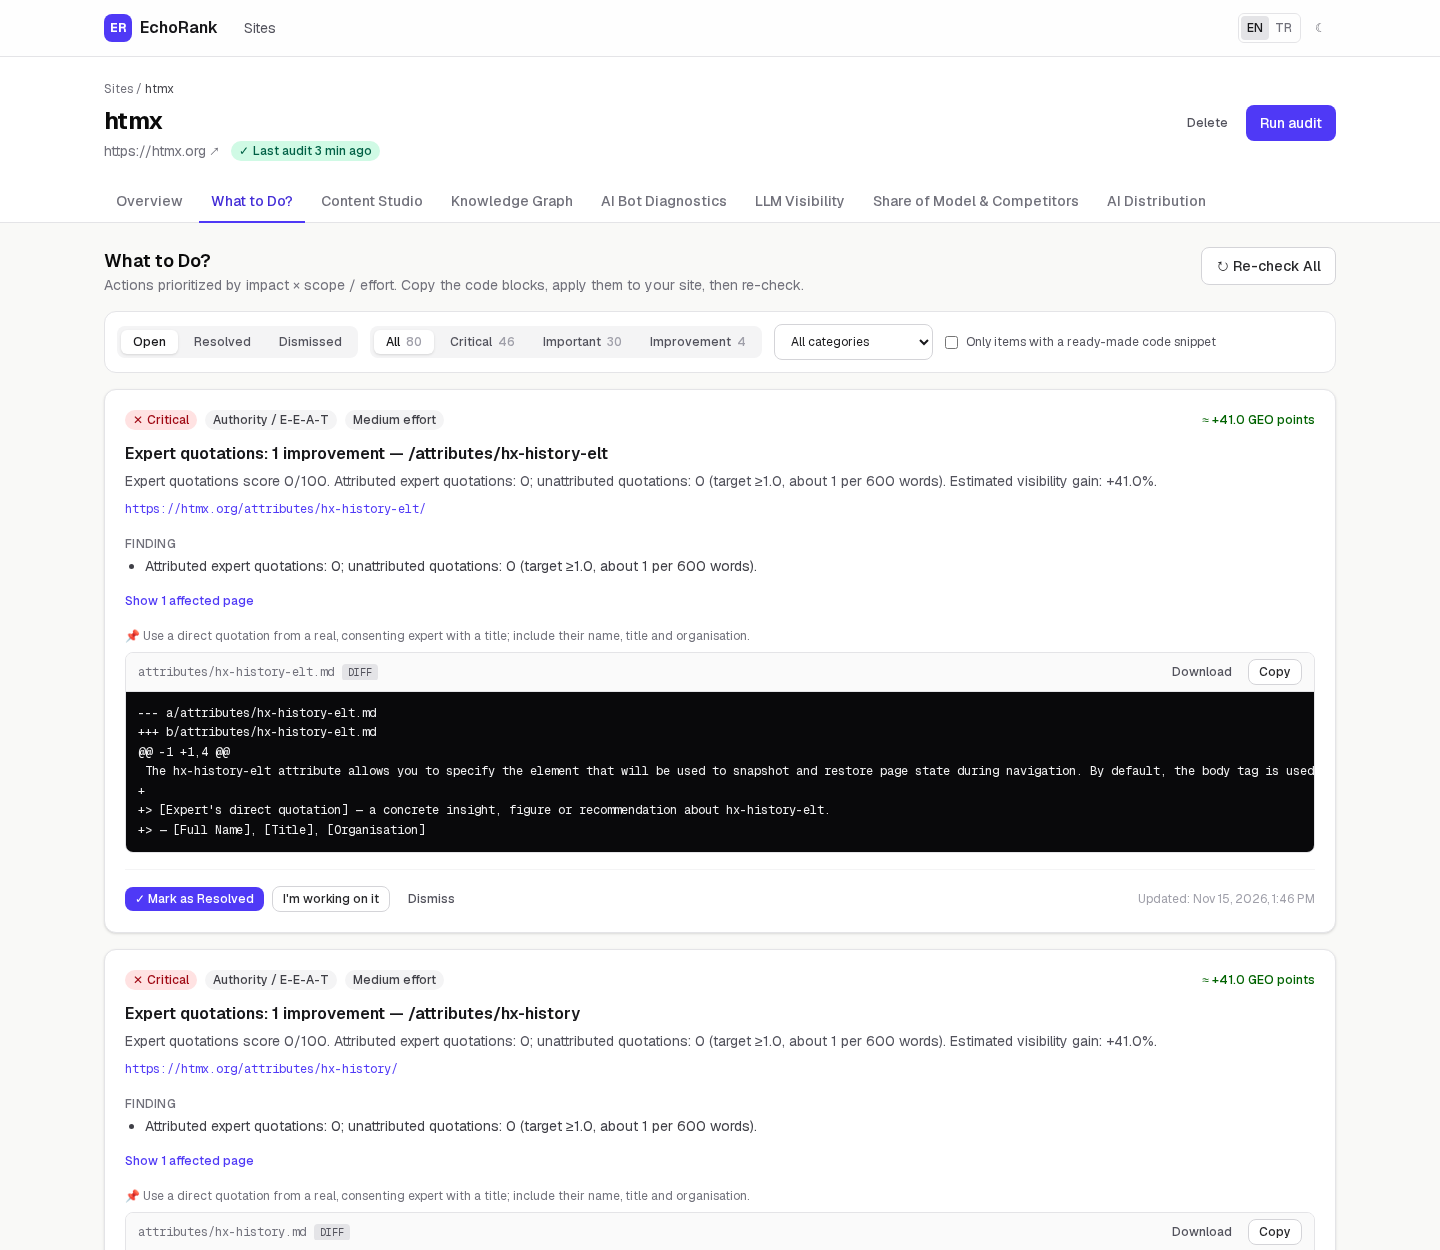 ER EchoRank Sites EN TR
Sites / htmx
htmx
Delete Run audit
https://htmx.org ↗ ✓ Last audit 3 min ago
Overview What to Do? Content Studio Knowledge Graph AI Bot Diagnostics LLM Visibility Share of Model & Competitors AI Distribution
What to Do?
↻ Re-check All
Actions prioritized by impact × scope / effort. Copy the code blocks, apply them to your site, then re-check.
Open Resolved Dismissed All 80 Critical 46 Important 30 Improvement 4 All categories Only items with a ready-made code snippet
✕ Critical Authority / E-E-A-T Medium effort ≈ +41.0 GEO points
Expert quotations: 1 improvement — /attributes/hx-history-elt
Expert quotations score 0/100. Attributed expert quotations: 0; unattributed quotations: 0 (target ≥1.0, about 1 per 600 words). Estimated visibility gain: +41.0%.
https://htmx.org/attributes/hx-history-elt/
FINDING
• Attributed expert quotations: 0; unattributed quotations: 0 (target ≥1.0, about 1 per 600 words).
Show 1 affected page
📌 Use a direct quotation from a real, consenting expert with a title; include their name, title and organisation.
attributes/hx-history-elt.md DIFF Download Copy
--- a/attributes/hx-history-elt.md
+++ b/attributes/hx-history-elt.md
@@ -1 +1,4 @@
The hx-history-elt attribute allows you to specify the element that will be used to snapshot and restore page state during navigation. By default, the body tag is used
+
+> [Expert's direct quotation] — a concrete insight, figure or recommendation about hx-history-elt.
+> — [Full Name], [Title], [Organisation]
✓ Mark as Resolved I'm working on it Dismiss Updated: Nov 15, 2026, 1:46 PM
✕ Critical Authority / E-E-A-T Medium effort ≈ +41.0 GEO points
Expert quotations: 1 improvement — /attributes/hx-history
Expert quotations score 0/100. Attributed expert quotations: 0; unattributed quotations: 0 (target ≥1.0, about 1 per 600 words). Estimated visibility gain: +41.0%.
https://htmx.org/attributes/hx-history/
FINDING
• Attributed expert quotations: 0; unattributed quotations: 0 (target ≥1.0, about 1 per 600 words).
Show 1 affected page
📌 Use a direct quotation from a real, consenting expert with a title; include their name, title and organisation.
attributes/hx-history.md DIFF Download Copy